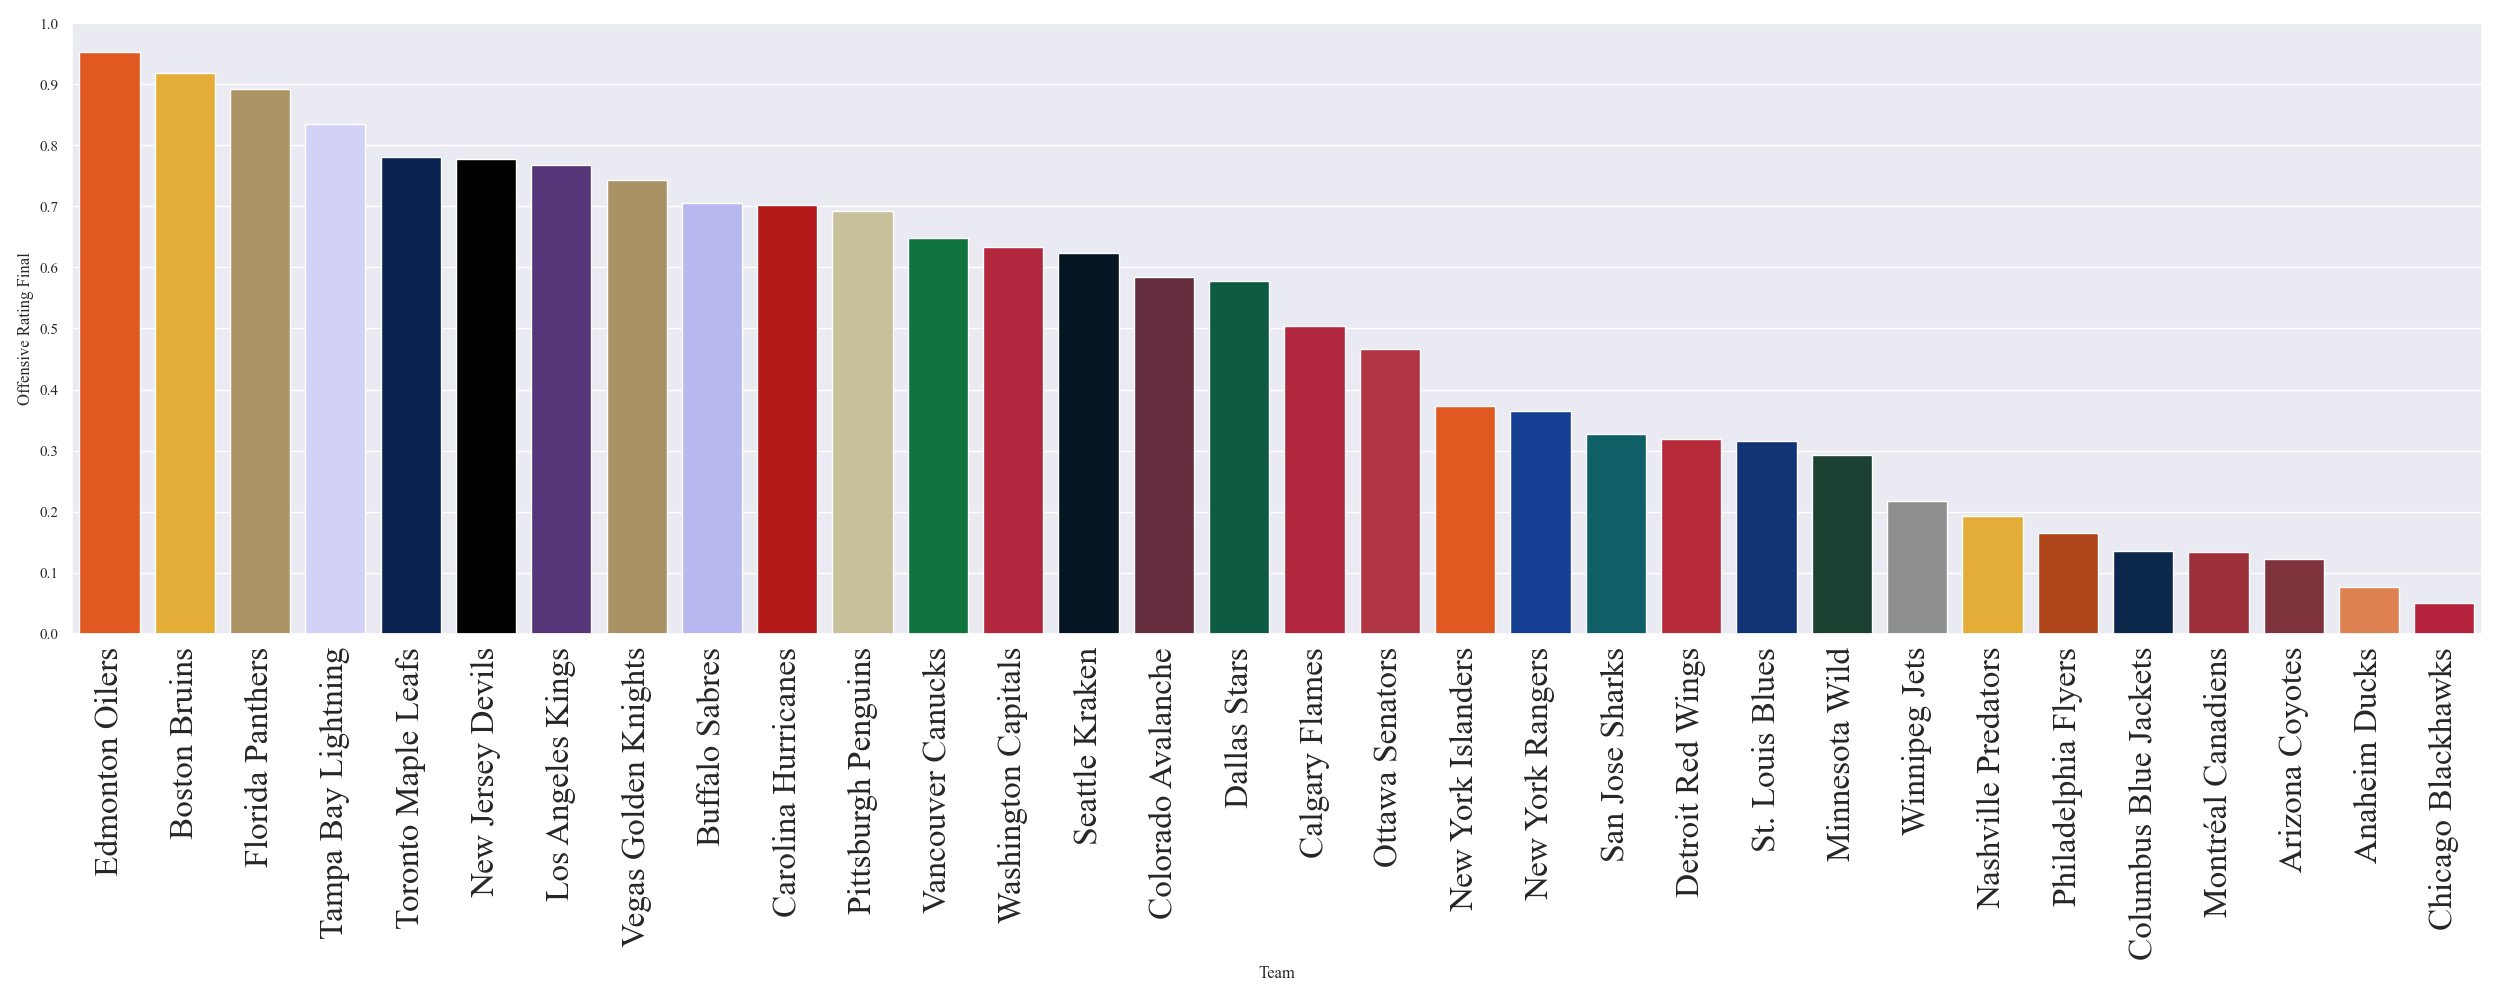 1.0
0.9
0.8
0.7
0.6
0.5
0.4
0.3
0.2
0.1
0.0
Offensive Rating Final
Edmonton Oilers
Boston Bruins
Florida Panthers
Tampa Bay Lightning
Toronto Maple Leafs
New Jersey Devils
Los Angeles Kings
Vegas Golden Knights
Buffalo Sabres
Carolina Hurricanes
Pittsburgh Penguins
Vancouver Canucks
Washington Capitals
Seattle Kraken
Colorado Avalanche
Dallas Stars
Calgary Flames
Ottawa Senators
New York Islanders
New York Rangers
San Jose Sharks
Detroit Red Wings
St. Louis Blues
Minnesota Wild
Winnipeg Jets
Nashville Predators
Philadelphia Flyers
Columbus Blue Jackets
Montréal Canadiens
Arizona Coyotes
Anaheim Ducks
Chicago Blackhawks
Team